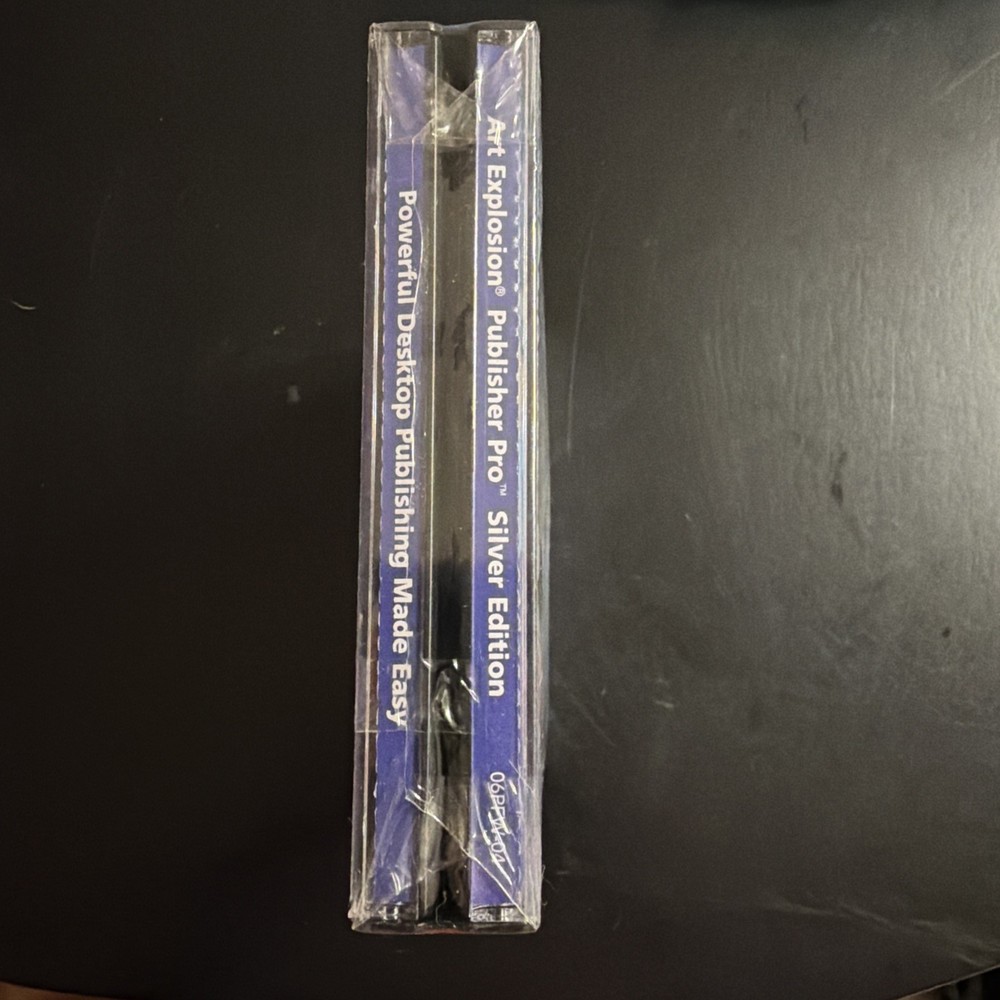 Art Explosion® Publisher Pro™ Silver Edition
Powerful Desktop Publishing Made Easy